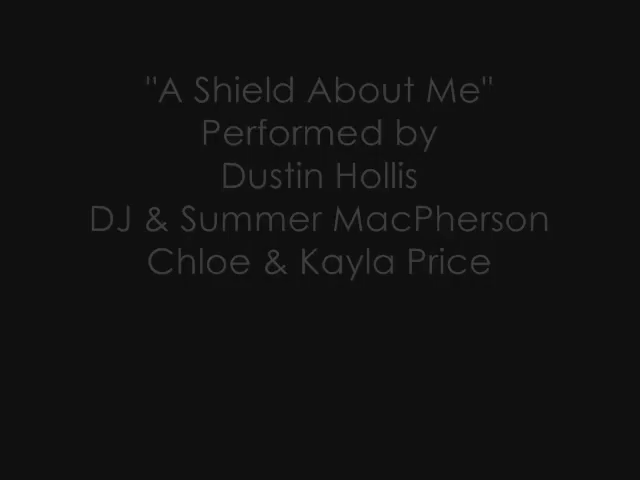 "A Shield About Me"
Performed by
Dustin Hollis
DJ & Summer MacPherson
Chloe & Kayla Price